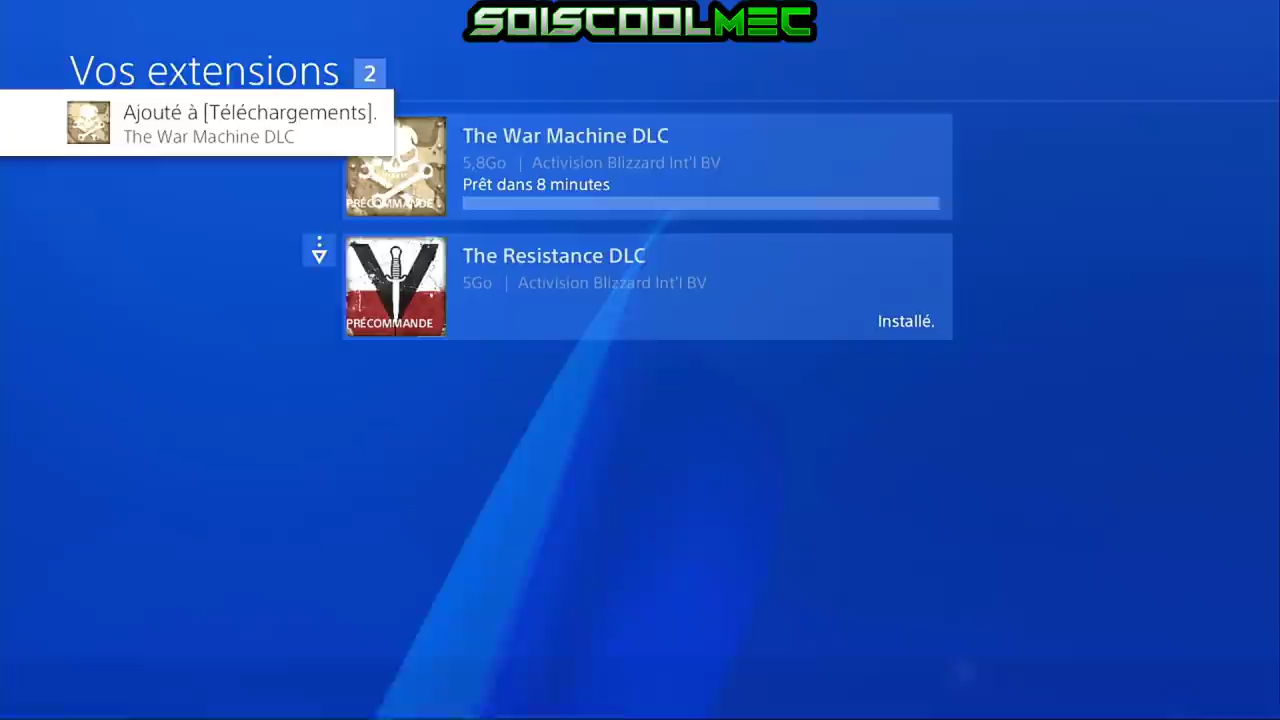 SOISCOOLMEC
Vos extensions 2
Ajouté à [Téléchargements].
The War Machine DLC
The War Machine DLC
5,8Go | Activision Blizzard Int'l BV
Prêt dans 8 minutes
PRÉCOMMANDE
The Resistance DLC
5Go | Activision Blizzard Int'l BV
PRÉCOMMANDE
Installé.